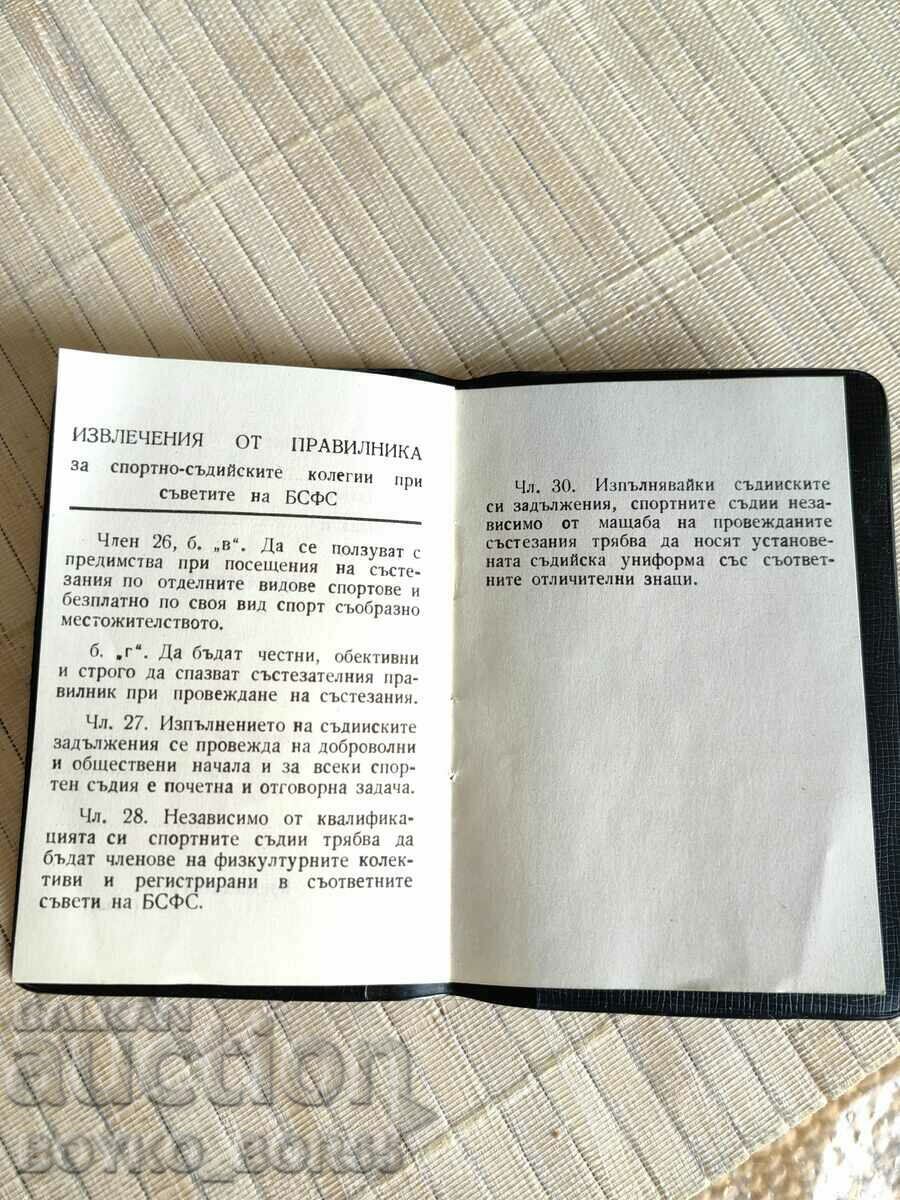 ИЗВЛЕЧЕНИЯ ОТ ПРАВИЛНИКА
за спортно-съдийските колегии при
съветите на БСФС
Член 26, б. „в“. Да се ползуват с
предимства при посещения на състе-
зания по отделните видове спортове и
безплатно по своя вид спорт съобразно
местожителството.
б. „г“. Да бъдат честни, обективни
и строго да спазват състезателния пра-
вилник при провеждане на състезания.
Чл. 27. Изпълнението на съдииските
задължения се провежда на доброволни
и обществени начала и за всеки спор-
тен съдия е почетна и отговорна задача.
Чл. 28. Независимо от квалифика-
цията си спортните съдии трябва да
бъдат членове на физкултурните колек-
тиви и регистрирани в съответните
съвети на БСФС.
Чл. 30. Изпълнявайки съдииските
си задължения, спортните съдии неза-
висимо от мащаба на провежданите
състезания трябва да носят установе-
ната съдийска униформа със съответ-
ните отличителни знаци.
BALKAN
auction
BOYKO_BORS